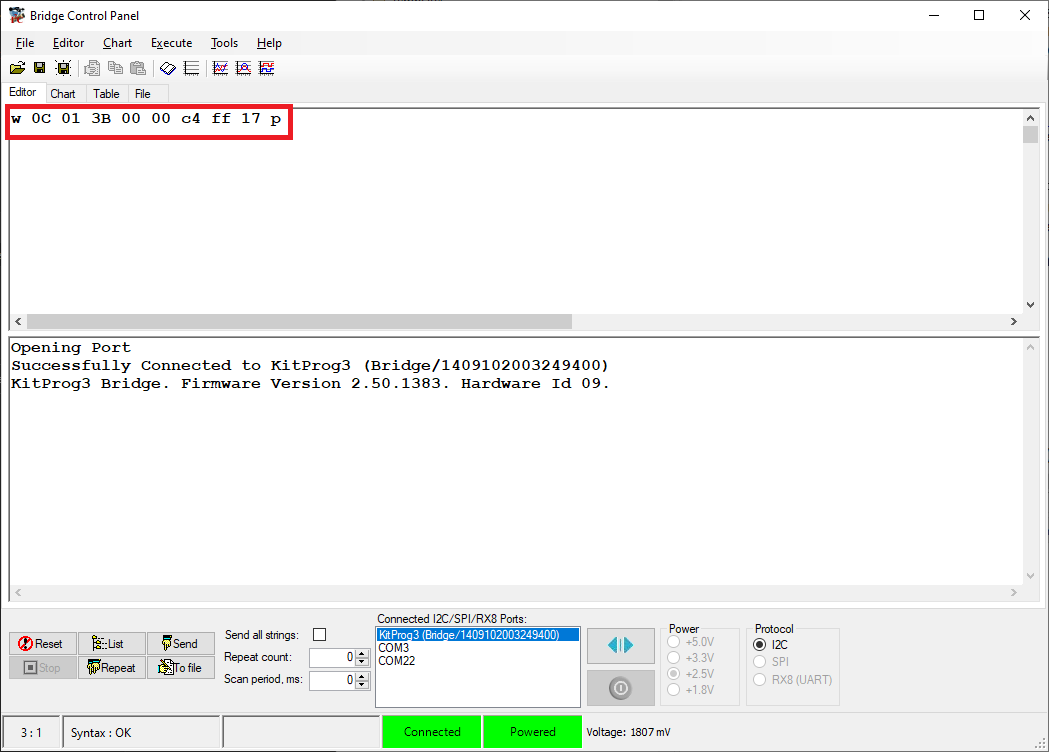 Bridge Control Panel
File Editor Chart Execute Tools Help
Editor Chart Table File
w 0C 01 3B 00 00 c4 ff 17 p
Opening Port
Successfully Connected to KitProg3 (Bridge/1409102003249400)
KitProg3 Bridge. Firmware Version 2.50.1383. Hardware Id 09.
Connected I2C/SPI/RX8 Ports:
Reset List Send
Stop Repeat To file
Send all strings:
Repeat count: 0
Scan period, ms: 0
KitProg3 (Bridge/1409102003249400)
COM3
COM22
Power
+5.0V
+3.3V
+2.5V
+1.8V
Protocol
I2C
SPI
RX8 (UART)
3 : 1 Syntax : OK Connected Powered Voltage: 1807 mV